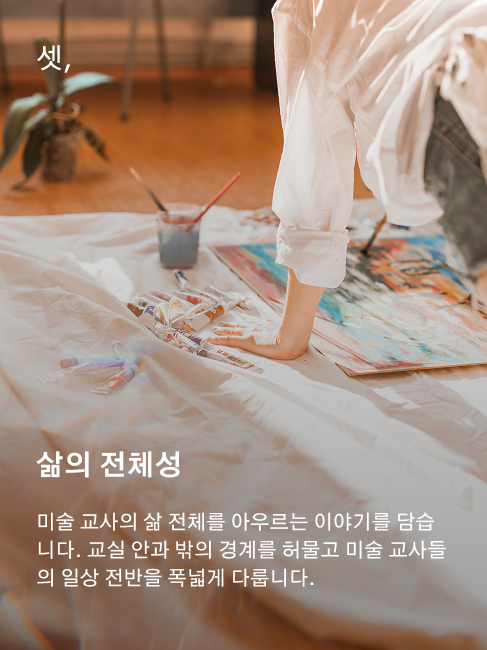 셋,
삶의 전체성
미술 교사의 삶 전체를 아우르는 이야기를 담습
니다. 교실 안과 밖의 경계를 허물고 미술 교사들
의 일상 전반을 폭넓게 다룹니다.